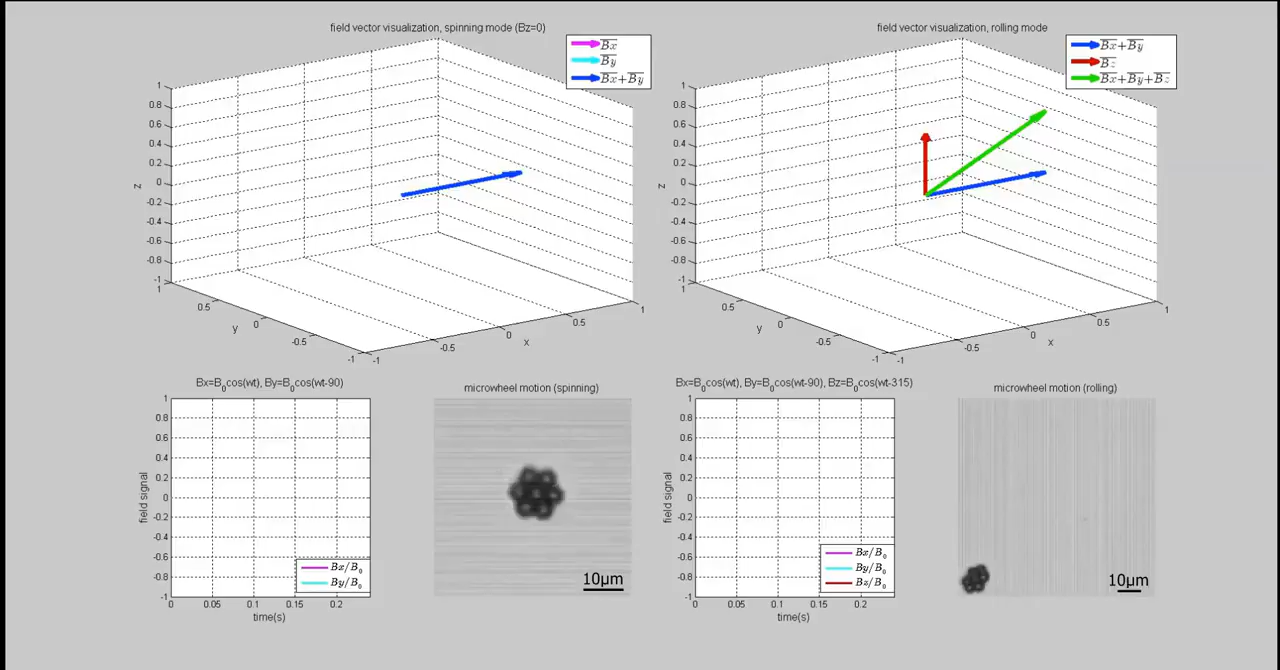 field vector visualization, spinning mode (Bz=0)
Bx
By
Bx+By
1
0.8
0.6
0.4
0.2
0
-0.2
-0.4
-0.6
-0.8
-1
z
1
0.5
0
-0.5
-1
y
-1
-0.5
0
0.5
1
x
field vector visualization, rolling mode
Bx+By
Bz
Bx+By+Bz
1
0.8
0.6
0.4
0.2
0
-0.2
-0.4
-0.6
-0.8
-1
z
1
0.5
0
-0.5
-1
y
-1
-0.5
0
0.5
1
x
Bx=B0cos(wt), By=B0cos(wt-90)
1
0.8
0.6
0.4
0.2
0
-0.2
-0.4
-0.6
-0.8
-1
field signal
Bx/B0
By/B0
0 0.05 0.1 0.15 0.2
time(s)
microwheel motion (spinning)
10µm
Bx=B0cos(wt), By=B0cos(wt-90), Bz=B0cos(wt-315)
1
0.8
0.6
0.4
0.2
0
-0.2
-0.4
-0.6
-0.8
-1
field signal
Bx/B0
By/B0
Bz/B0
0 0.05 0.1 0.15 0.2
time(s)
microwheel motion (rolling)
10µm